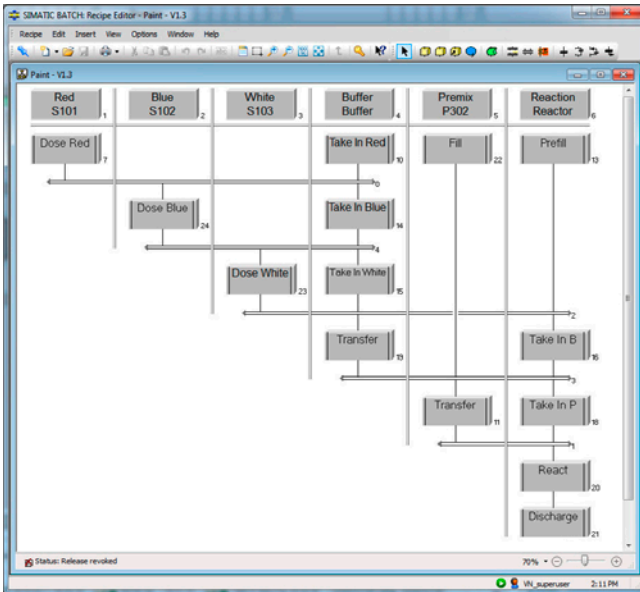 SIMATIC BATCH: Recipe Editor - Paint - V1.3
Recipe Edit Insert View Options Window Help
Paint - V1.3
Red
S101
1
Blue
S102
2
White
S103
3
Buffer
Buffer
4
Premix
P302
5
Reaction
Reactor
6
Dose Red
7
Take In Red
10
Fill
22
Prefill
13
0
Dose Blue
24
Take In Blue
14
4
Dose White
23
Take In White
15
2
Transfer
19
Take In B
16
3
Transfer
11
Take In P
18
1
React
20
Discharge
21
Status: Release revoked
70%
VN_superuser 2:11 PM